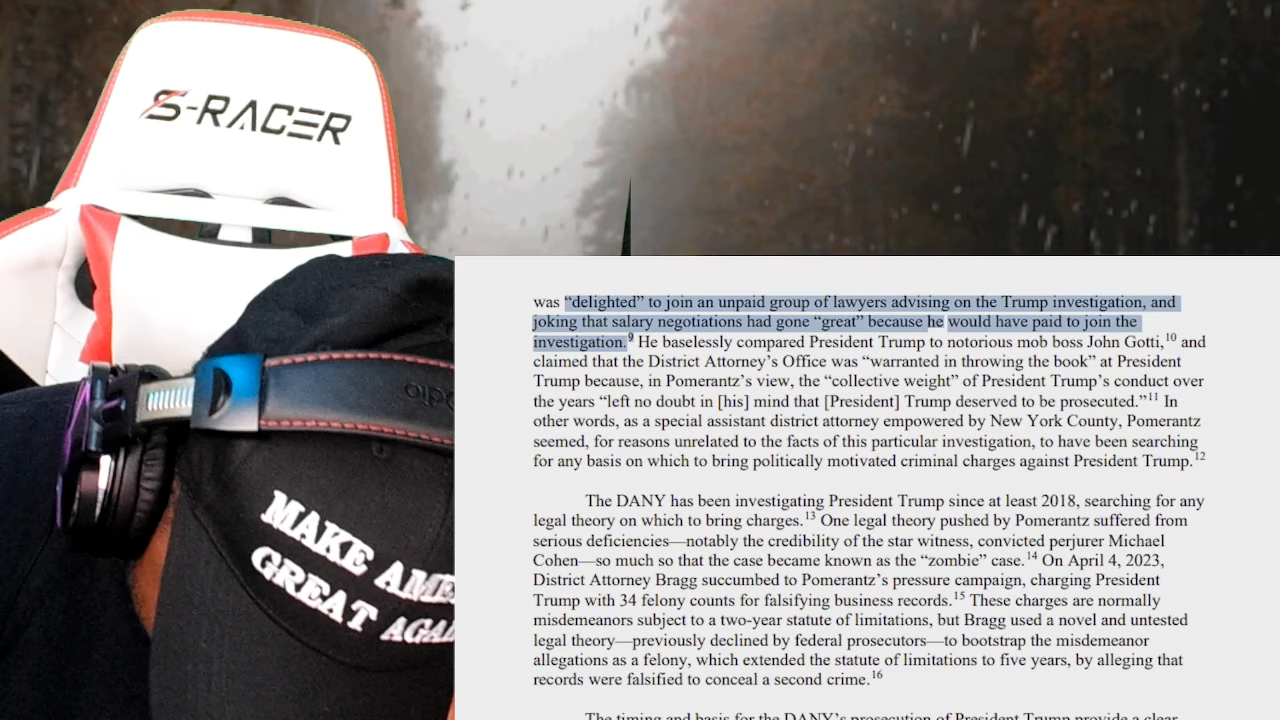 S-RACER
MAKE AME
GREAT AGAI
was “delighted” to join an unpaid group of lawyers advising on the Trump investigation, and
joking that salary negotiations had gone “great” because he would have paid to join the
investigation.9 He baselessly compared President Trump to notorious mob boss John Gotti,10 and
claimed that the District Attorney’s Office was “warranted in throwing the book” at President
Trump because, in Pomerantz’s view, the “collective weight” of President Trump’s conduct over
the years “left no doubt in [his] mind that [President] Trump deserved to be prosecuted.”11 In
other words, as a special assistant district attorney empowered by New York County, Pomerantz
seemed, for reasons unrelated to the facts of this particular investigation, to have been searching
for any basis on which to bring politically motivated criminal charges against President Trump.12
The DANY has been investigating President Trump since at least 2018, searching for any
legal theory on which to bring charges.13 One legal theory pushed by Pomerantz suffered from
serious deficiencies—notably the credibility of the star witness, convicted perjurer Michael
Cohen—so much so that the case became known as the “zombie” case.14 On April 4, 2023,
District Attorney Bragg succumbed to Pomerantz’s pressure campaign, charging President
Trump with 34 felony counts for falsifying business records.15 These charges are normally
misdemeanors subject to a two-year statute of limitations, but Bragg used a novel and untested
legal theory—previously declined by federal prosecutors—to bootstrap the misdemeanor
allegations as a felony, which extended the statute of limitations to five years, by alleging that
records were falsified to conceal a second crime.16
The timing and basis for the DANY’s prosecution of President Trump provide a clear